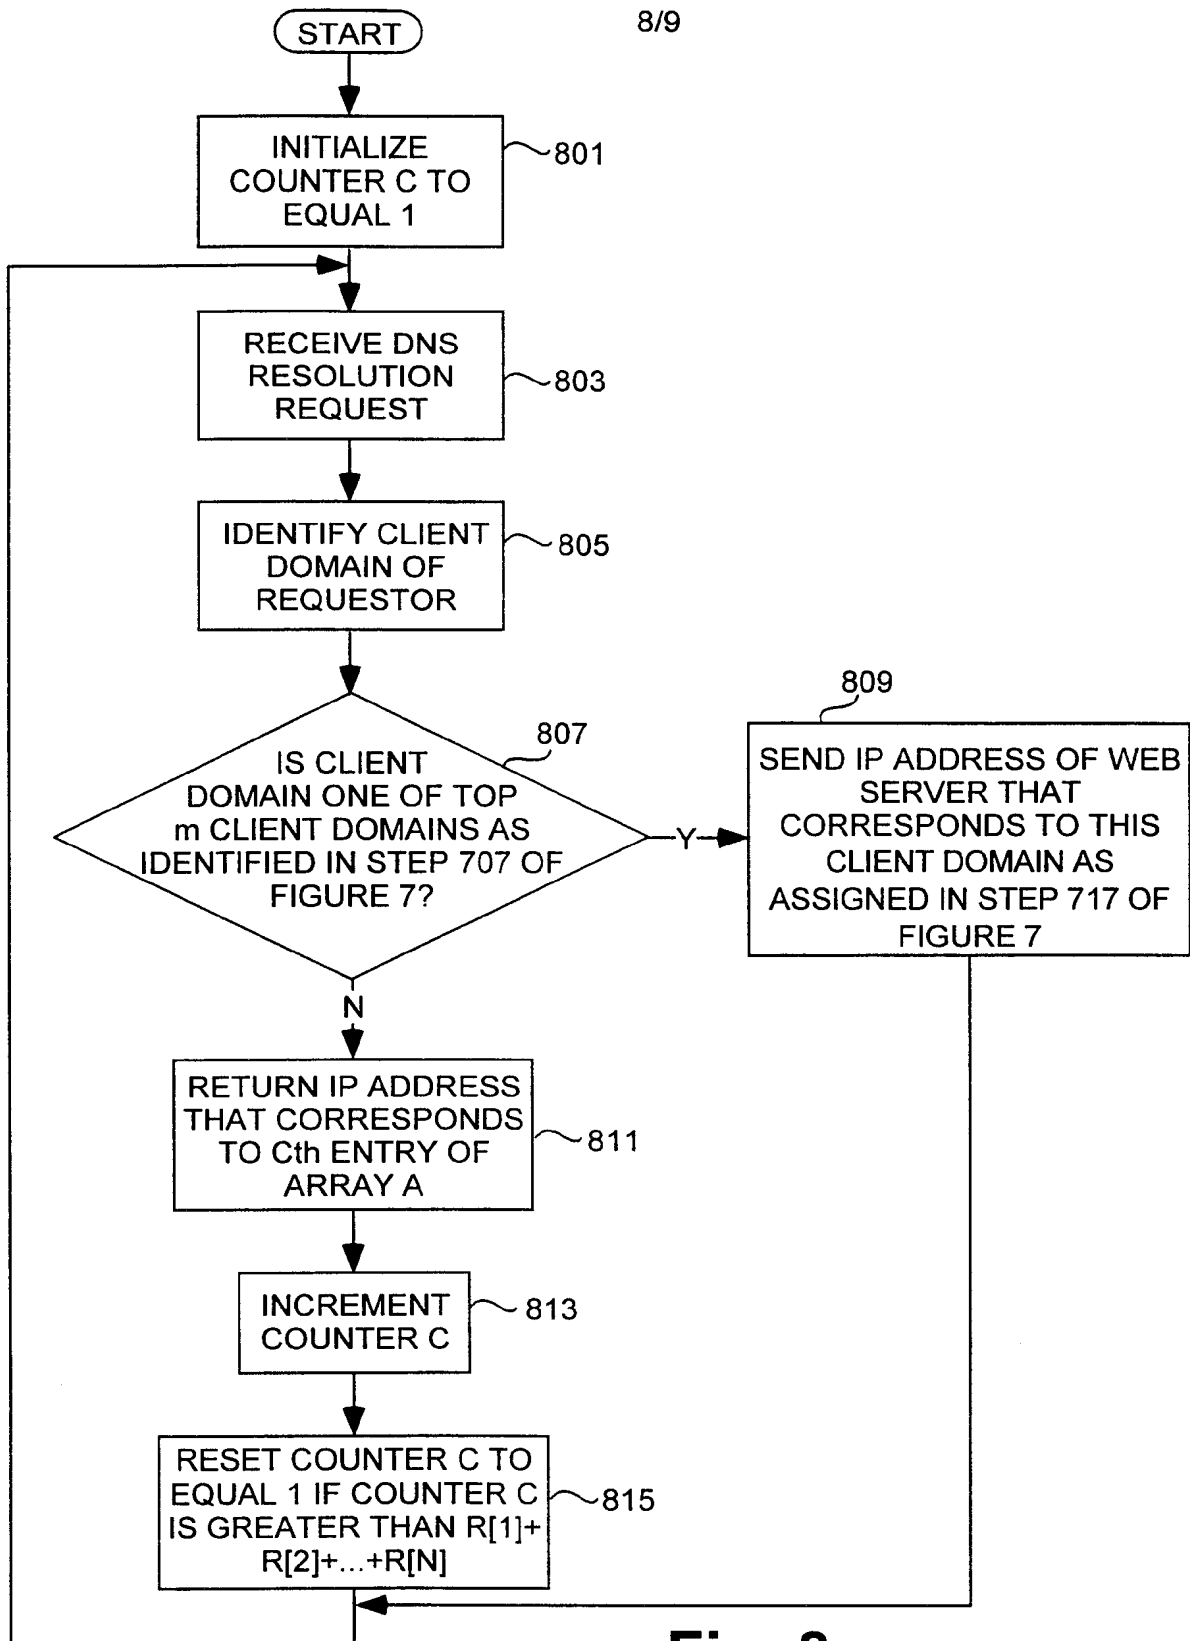 8/9
START
INITIALIZE
COUNTER C TO
EQUAL 1
801
RECEIVE DNS
RESOLUTION
REQUEST
803
IDENTIFY CLIENT
DOMAIN OF
REQUESTOR
805
IS CLIENT
DOMAIN ONE OF TOP
m CLIENT DOMAINS AS
IDENTIFIED IN STEP 707 OF
FIGURE 7?
807
Y
809
SEND IP ADDRESS OF WEB
SERVER THAT
CORRESPONDS TO THIS
CLIENT DOMAIN AS
ASSIGNED IN STEP 717 OF
FIGURE 7
N
RETURN IP ADDRESS
THAT CORRESPONDS
TO Cth ENTRY OF
ARRAY A
811
INCREMENT
COUNTER C
813
RESET COUNTER C TO
EQUAL 1 IF COUNTER C
IS GREATER THAN R[1]+
R[2]+...+R[N]
815